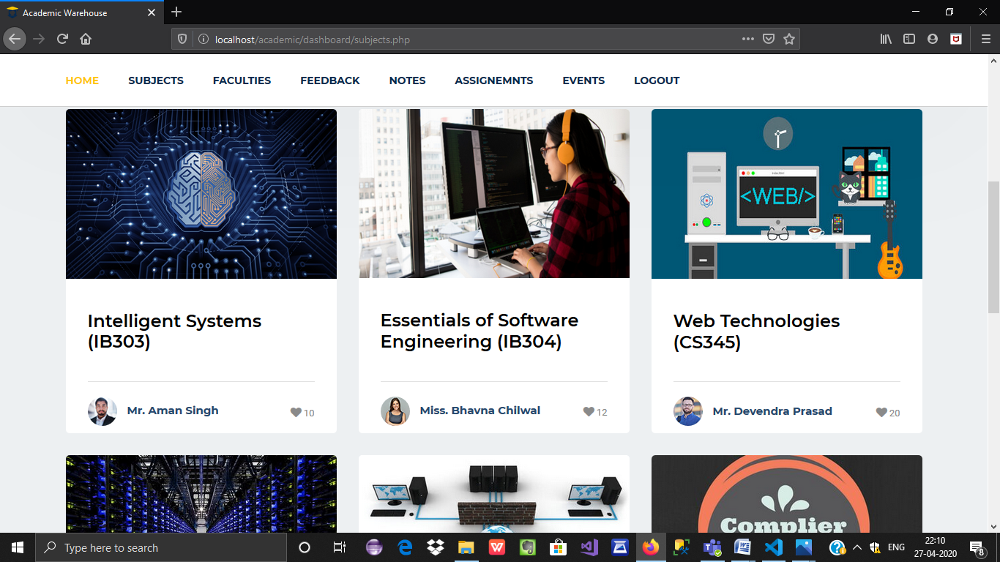 Academic Warehouse
localhost/academic/dashboard/subjects.php
HOME SUBJECTS FACULTIES FEEDBACK NOTES ASSIGNEMNTS EVENTS LOGOUT
<WEB/>
Intelligent Systems
(IB303)
Essentials of Software
Engineering (IB304)
Web Technologies
(CS345)
Mr. Aman Singh
10
Miss. Bhavna Chilwal
12
Mr. Devendra Prasad
20
Complier
Type here to search
ENG
22:10
27-04-2020
8